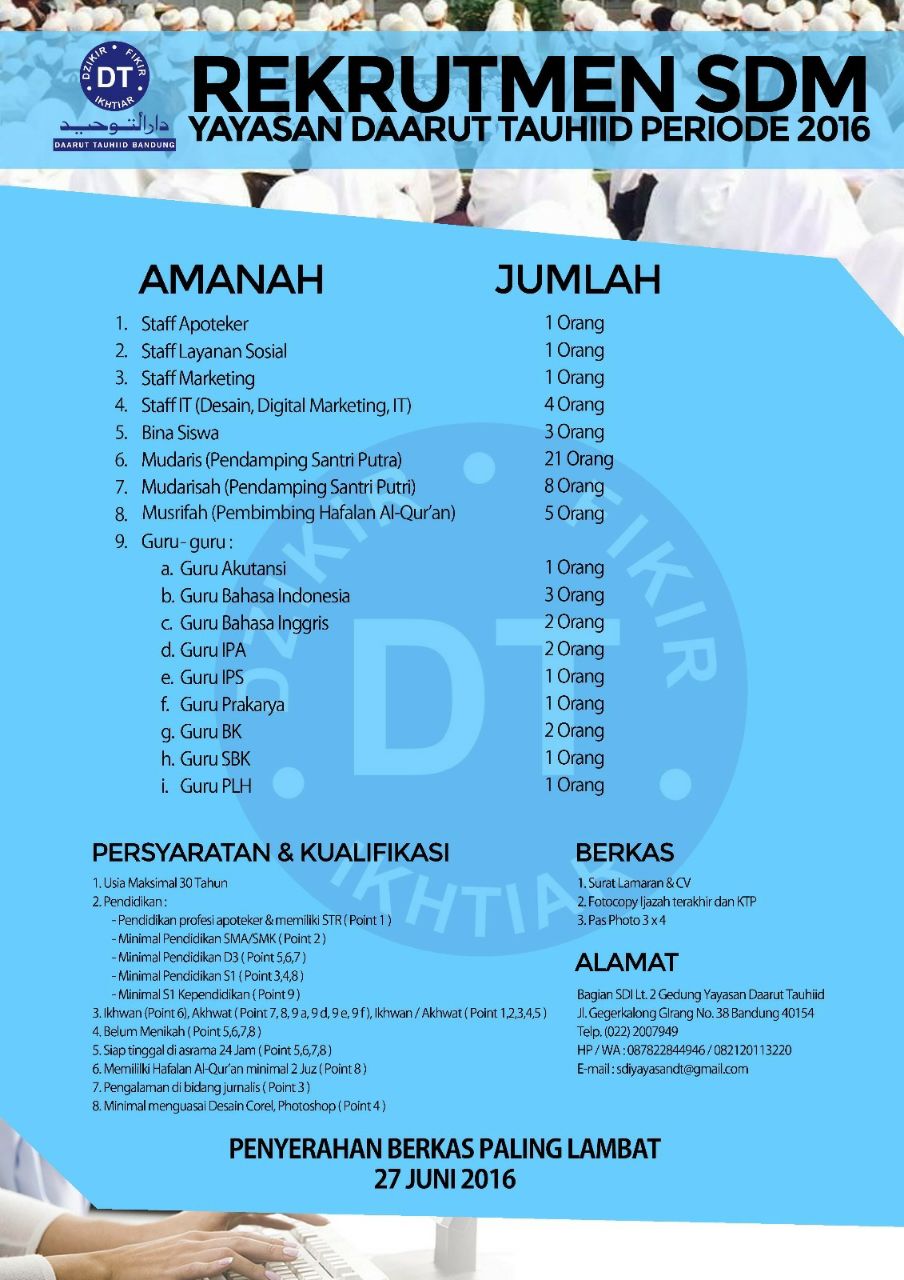 DZIKIR FIKIR
DT
IKHTIAR
دارالتوحيد
DAARUT TAUHIID BANDUNG
REKRUTMEN SDM
YAYASAN DAARUT TAUHIID PERIODE 2016
AMANAH JUMLAH
1. Staff Apoteker 1 Orang
2. Staff Layanan Sosial 1 Orang
3. Staff Marketing 1 Orang
4. Staff IT (Desain, Digital Marketing, IT) 4 Orang
5. Bina Siswa 3 Orang
6. Mudaris (Pendamping Santri Putra) 21 Orang
7. Mudarisah (Pendamping Santri Putri) 8 Orang
8. Musrifah (Pembimbing Hafalan Al-Qur'an) 5 Orang
9. Guru- guru :
a. Guru Akutansi 1 Orang
b. Guru Bahasa Indonesia 3 Orang
c. Guru Bahasa Inggris 2 Orang
d. Guru IPA 2 Orang
e. Guru IPS 1 Orang
f. Guru Prakarya 1 Orang
g. Guru BK 2 Orang
h. Guru SBK 1 Orang
i. Guru PLH 1 Orang
DZIKIR FIKIR
DT
IKHTIAR
PERSYARATAN & KUALIFIKASI
1. Usia Maksimal 30 Tahun
2. Pendidikan :
- Pendidikan profesi apoteker & memiliki STR ( Point 1 )
- Minimal Pendidikan SMA/SMK ( Point 2 )
- Minimal Pendidikan D3 ( Point 5,6,7 )
- Minimal Pendidikan S1 ( Point 3,4,8 )
- Minimal S1 Kependidikan ( Point 9 )
3. Ikhwan (Point 6), Akhwat ( Point 7, 8, 9 a, 9 d, 9 e, 9 f ), Ikhwan / Akhwat ( Point 1,2,3,4,5 )
4. Belum Menikah ( Point 5,6,7,8 )
5. Siap tinggal di asrama 24 Jam ( Point 5,6,7,8 )
6. Memililki Hafalan Al-Qur'an minimal 2 Juz ( Point 8 )
7. Pengalaman di bidang jurnalis ( Point 3 )
8. Minimal menguasai Desain Corel, Photoshop ( Point 4 )
BERKAS
1. Surat Lamaran & CV
2. Fotocopy Ijazah terakhir dan KTP
3. Pas Photo 3 x 4
ALAMAT
Bagian SDI Lt. 2 Gedung Yayasan Daarut Tauhiid
Jl. Gegerkalong GIrang No. 38 Bandung 40154
Telp. (022) 2007949
HP / WA : 087822844946 / 082120113220
E-mail : sdiyayasandt@gmail.com
PENYERAHAN BERKAS PALING LAMBAT
27 JUNI 2016